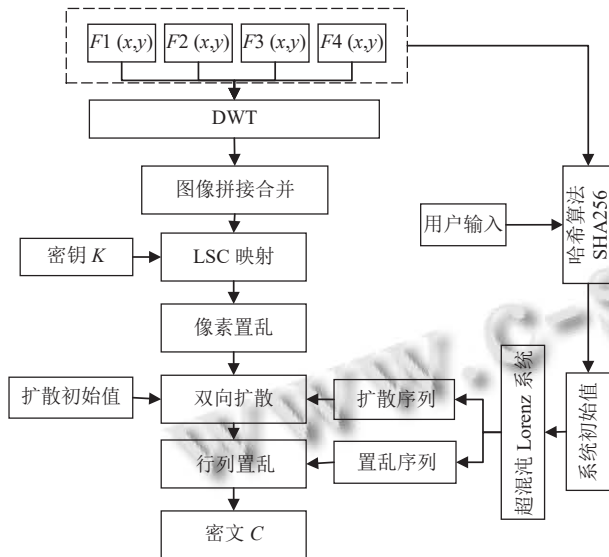 F1 (x,y) F2 (x,y) F3 (x,y) F4 (x,y)
DWT
图像拼接合并
用户输入
哈希算法
SHA256
密钥 K
LSC 映射
像素置乱
扩散初始值
双向扩散
扩散序列
超混沌 Lorenz 系统
系统初始值
行列置乱
置乱序列
密文 C
www.c-s